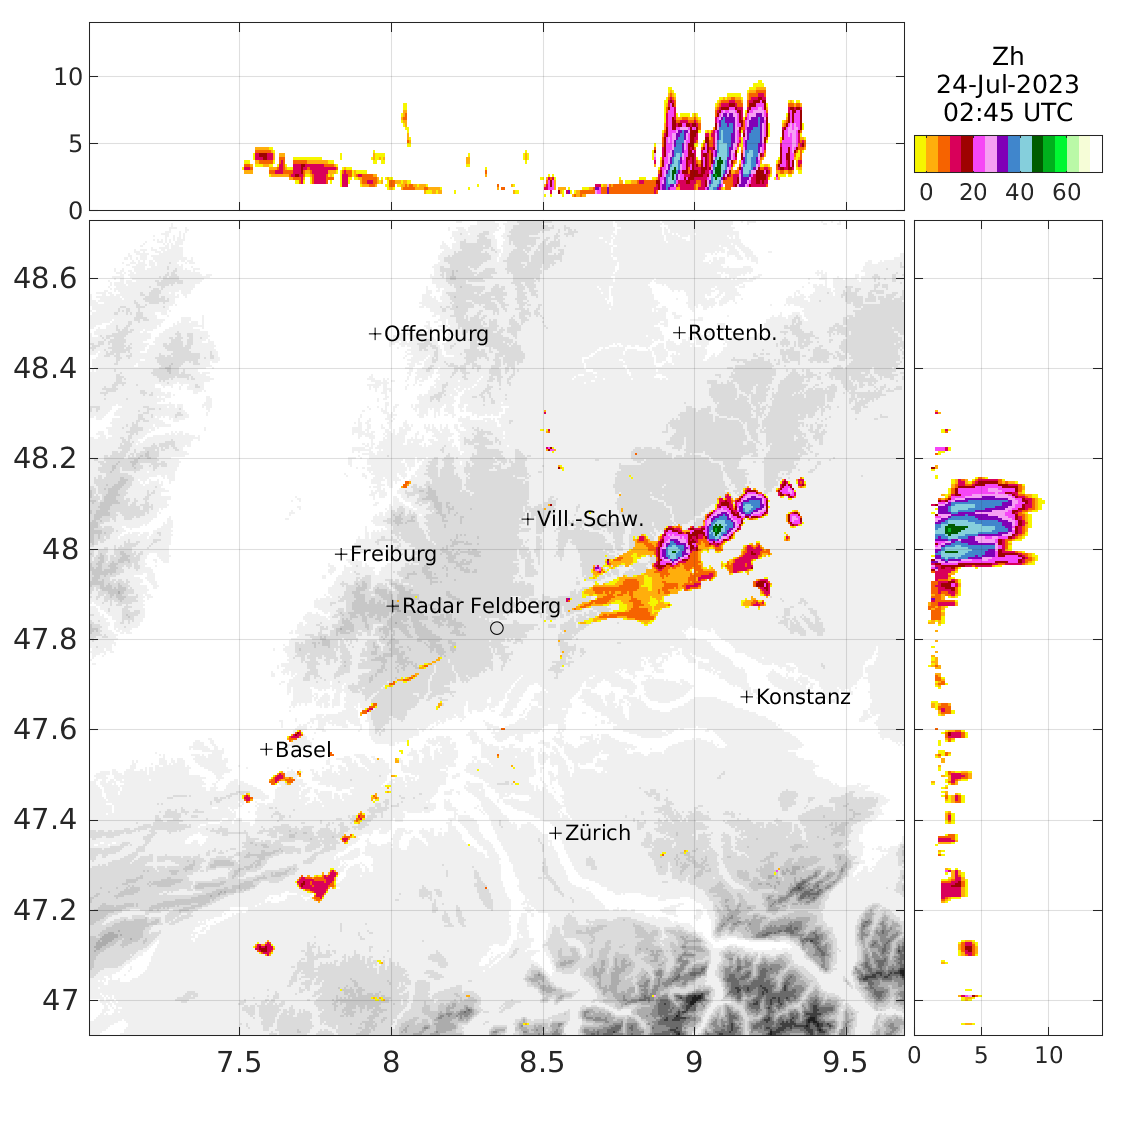 10
5
0
Zh
24-Jul-2023
02:45 UTC
0 20 40 60
48.6
48.4
48.2
48
47.8
47.6
47.4
47.2
47
+Offenburg
+Rottenb.
+Vill.-Schw.
+Freiburg
+Radar Feldberg
+Konstanz
+Basel
+Zürich
7.5 8 8.5 9 9.5
0 5 10